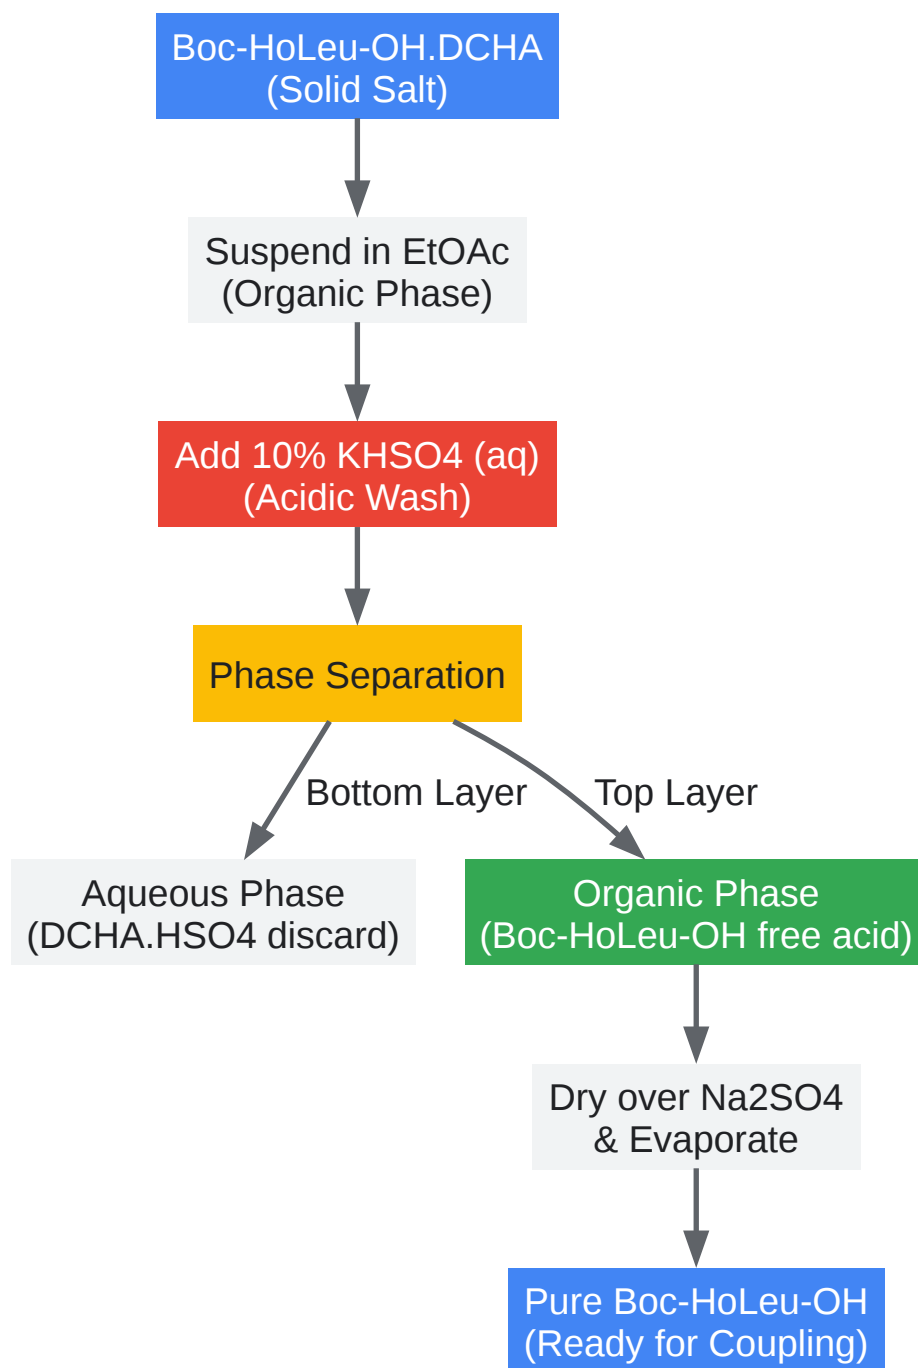 Boc-HoLeu-OH.DCHA
(Solid Salt)
Suspend in EtOAc
(Organic Phase)
Add 10% KHSO4 (aq)
(Acidic Wash)
Phase Separation
Bottom Layer
Top Layer
Aqueous Phase
(DCHA.HSO4 discard)
Organic Phase
(Boc-HoLeu-OH free acid)
Dry over Na2SO4
& Evaporate
Pure Boc-HoLeu-OH
(Ready for Coupling)